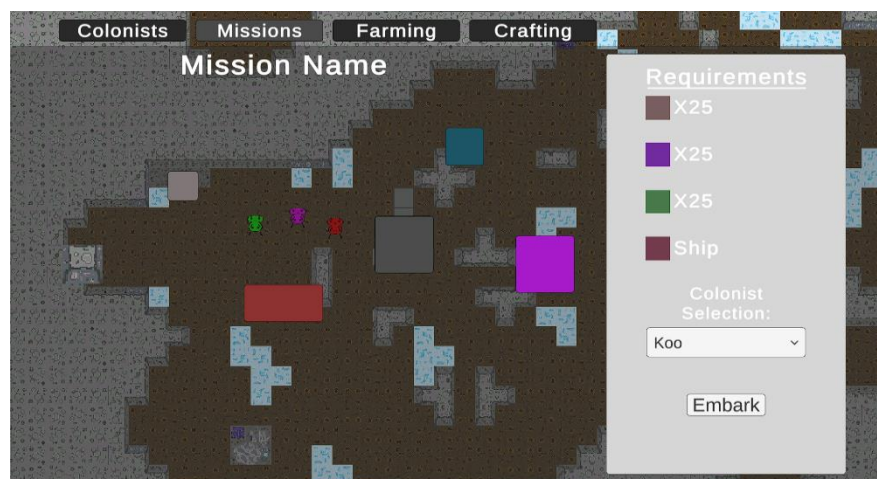 Colonists
Missions
Farming
Crafting
Mission Name
Requirements
X25
X25
X25
Ship
Colonist
Selection:
Koo
Embark